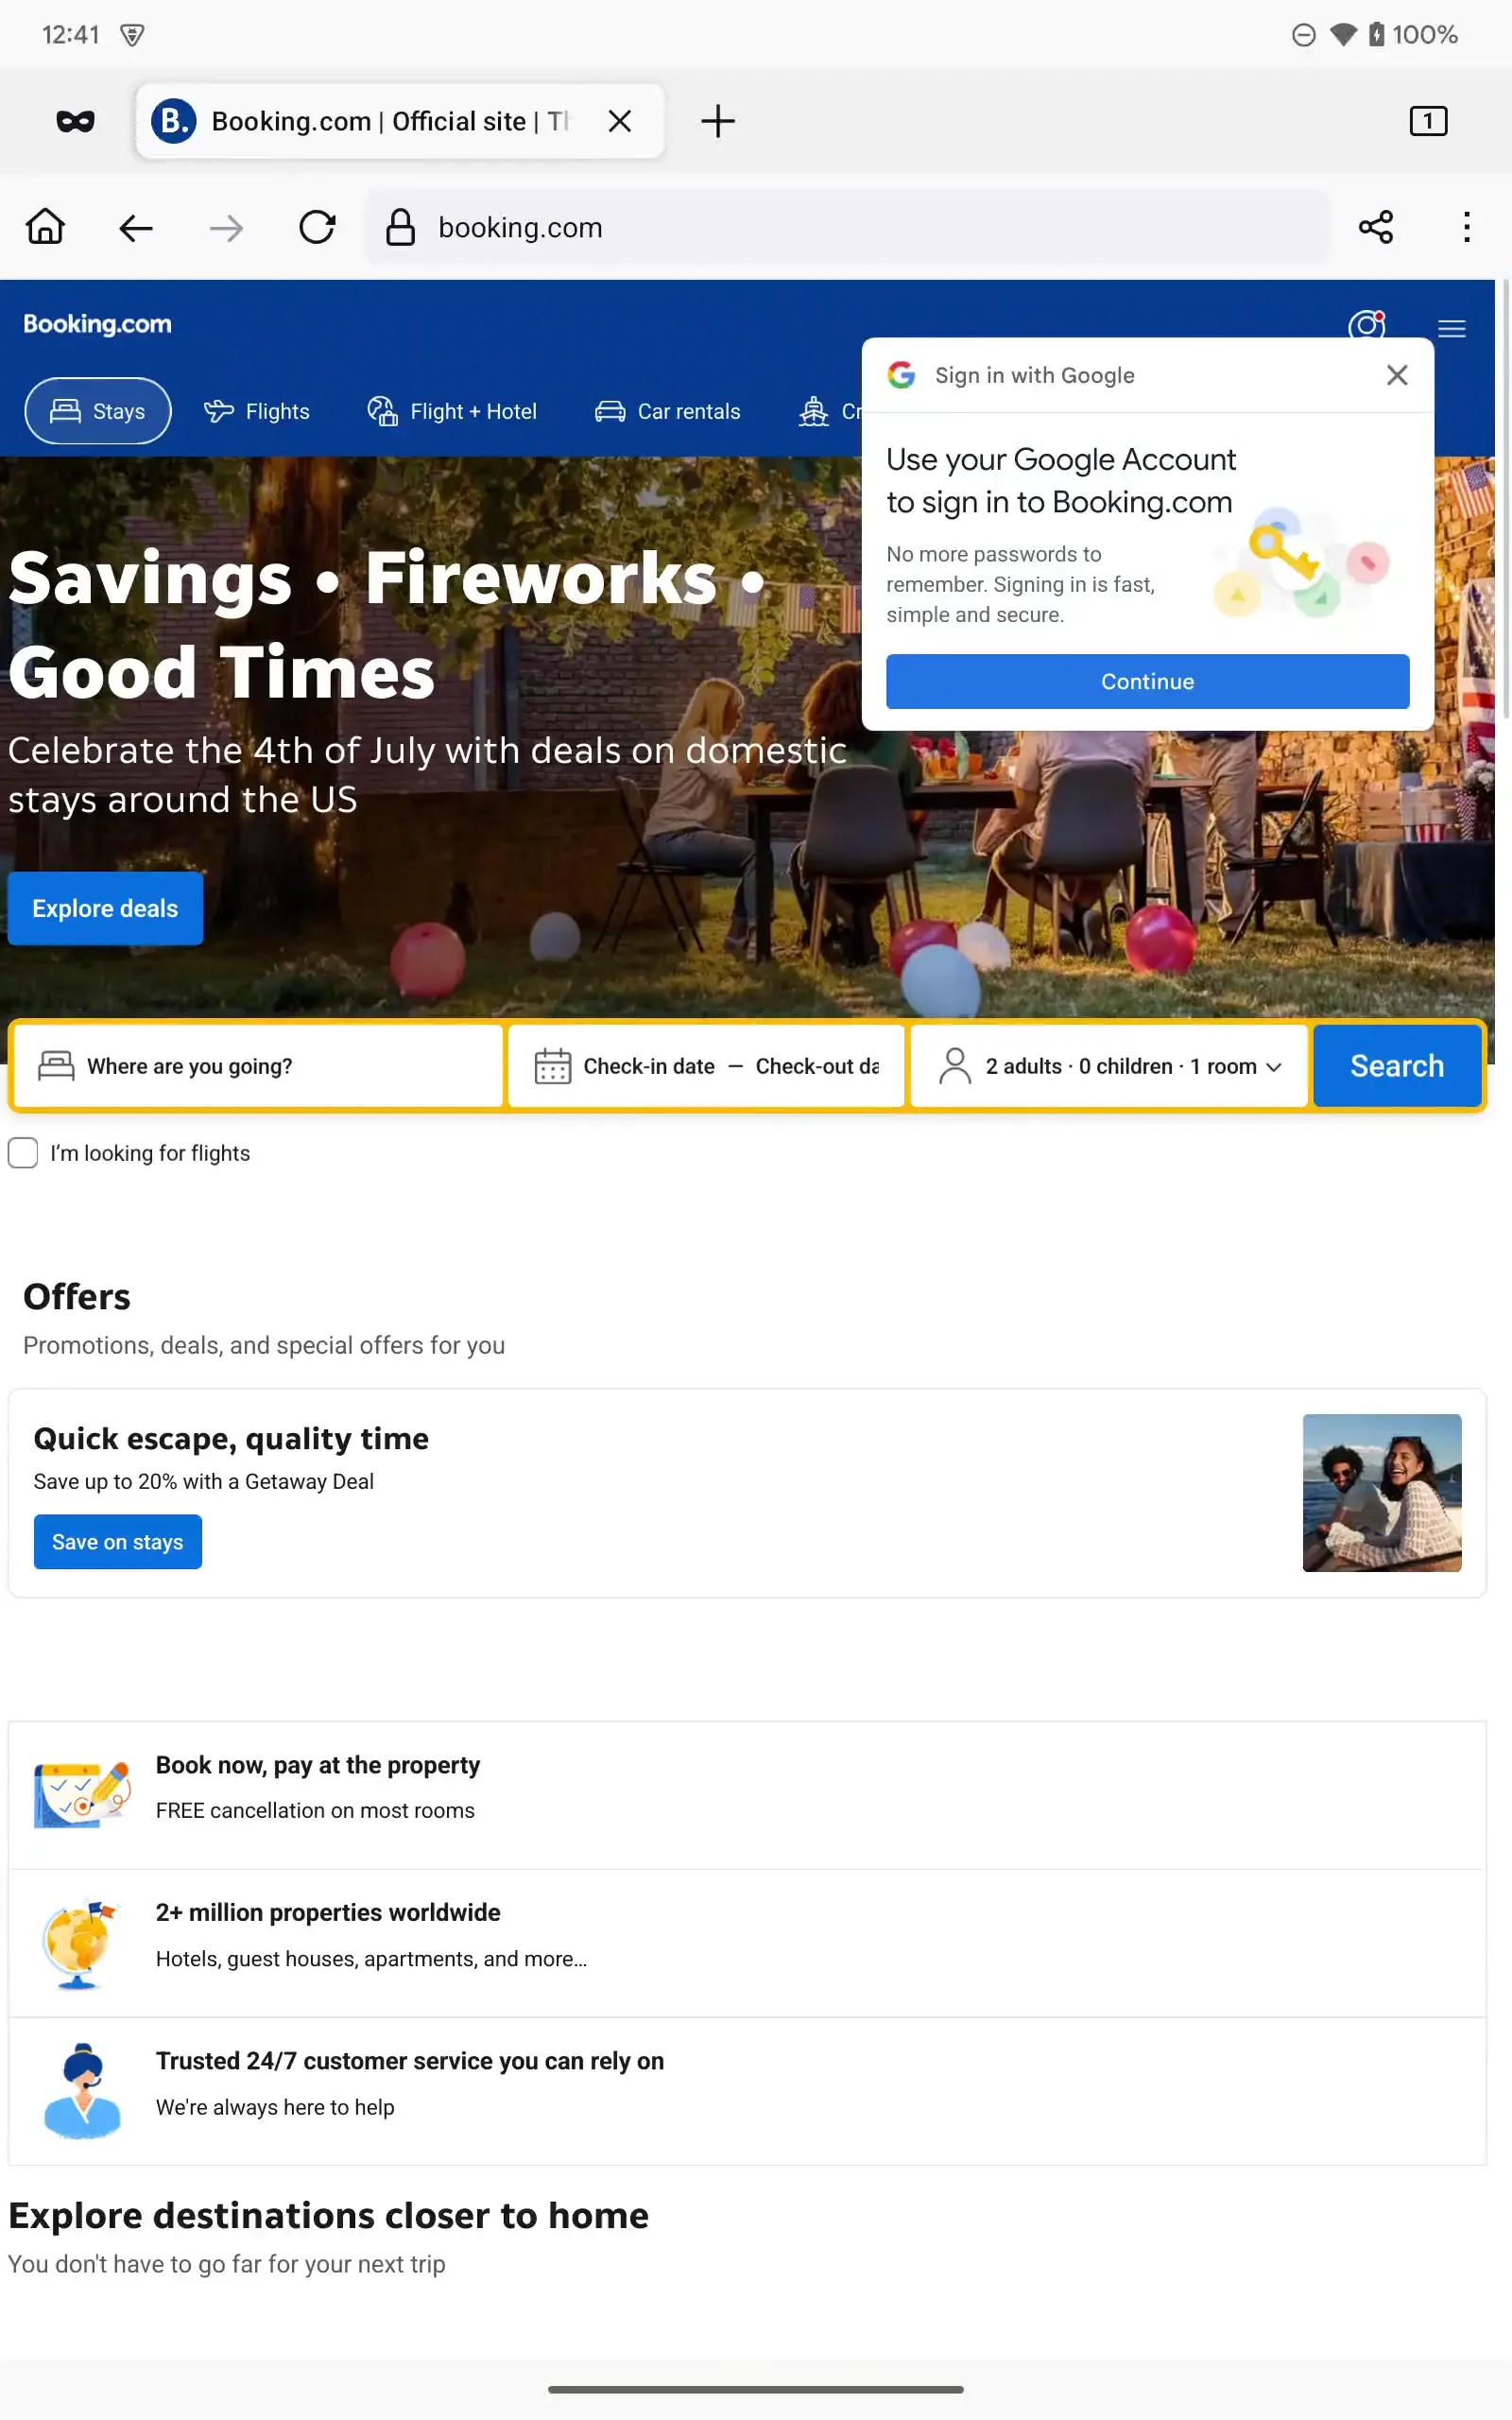 12:41
100%
B. Booking.com | Official site | Th
1
booking.com
Booking.com
Stays
Flights
Flight + Hotel
Car rentals
Cr
Sign in with Google
Use your Google Account
to sign in to Booking.com
No more passwords to
remember. Signing in is fast,
simple and secure.
Continue
Savings • Fireworks •
Good Times
Celebrate the 4th of July with deals on domestic
stays around the US
Explore deals
Where are you going?
Check-in date — Check-out da
2 adults · 0 children · 1 room
Search
I’m looking for flights
Offers
Promotions, deals, and special offers for you
Quick escape, quality time
Save up to 20% with a Getaway Deal
Save on stays
Book now, pay at the property
FREE cancellation on most rooms
2+ million properties worldwide
Hotels, guest houses, apartments, and more…
Trusted 24/7 customer service you can rely on
We're always here to help
Explore destinations closer to home
You don't have to go far for your next trip